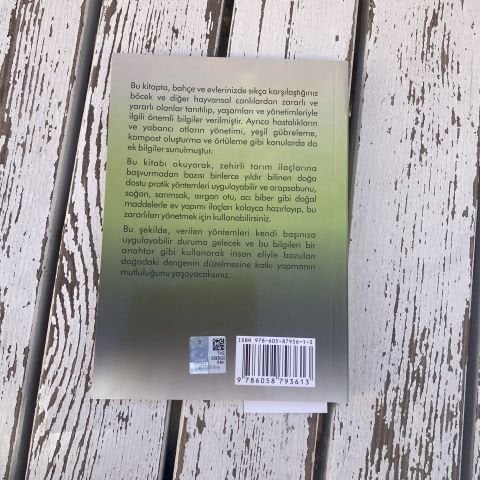 Bu kitapta, bahçe ve evlerinizde sıkça karşılaştığınız
böcek ve diğer hayvansal canlılardan zararlı ve
yararlı olanlar tanıtılıp, yaşamları ve yönetimleriyle
ilgili önemli bilgiler verilmiştir. Ayrıca hastalıkların
ve yabancı otların yönetimi, yeşil gübreleme,
kompost oluşturma ve örtüleme gibi konularda da
ek bilgiler sunulmuştur.
Bu kitabı okuyarak, zehirli tarım ilaçlarına
başvurmadan bazısı binlerce yıldır bilinen doğa
dostu pratik yöntemleri uygulayabilir ve arapsabunu,
soğan, sarımsak, ısırgan otu, acı biber gibi doğal
maddelerle ev yapımı ilaçları kolayca hazırlayıp, bu
zararlıları yönetmek için kullanabilirsiniz.
Bu şekilde, verilen yöntemleri kendi başınıza
uygulayabilir duruma gelecek ve bu bilgileri bir
anahtar gibi kullanarak insan eliyle bozulan
doğadaki dengenin düzelmesine katkı yapmanın
mutluluğunu yaşayacaksınız.
ISBN 978-605-87936-1-3
9 786058 793613